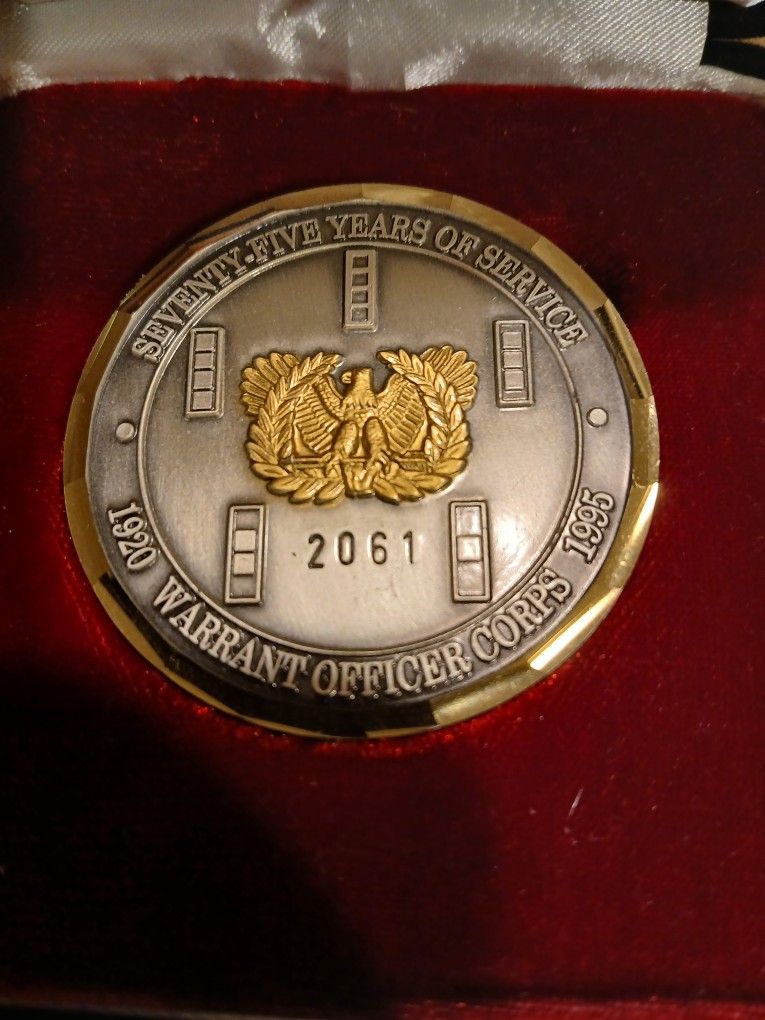 SEVENTY-FIVE YEARS OF SERVICE
2061
1920 WARRANT OFFICER CORPS 1995